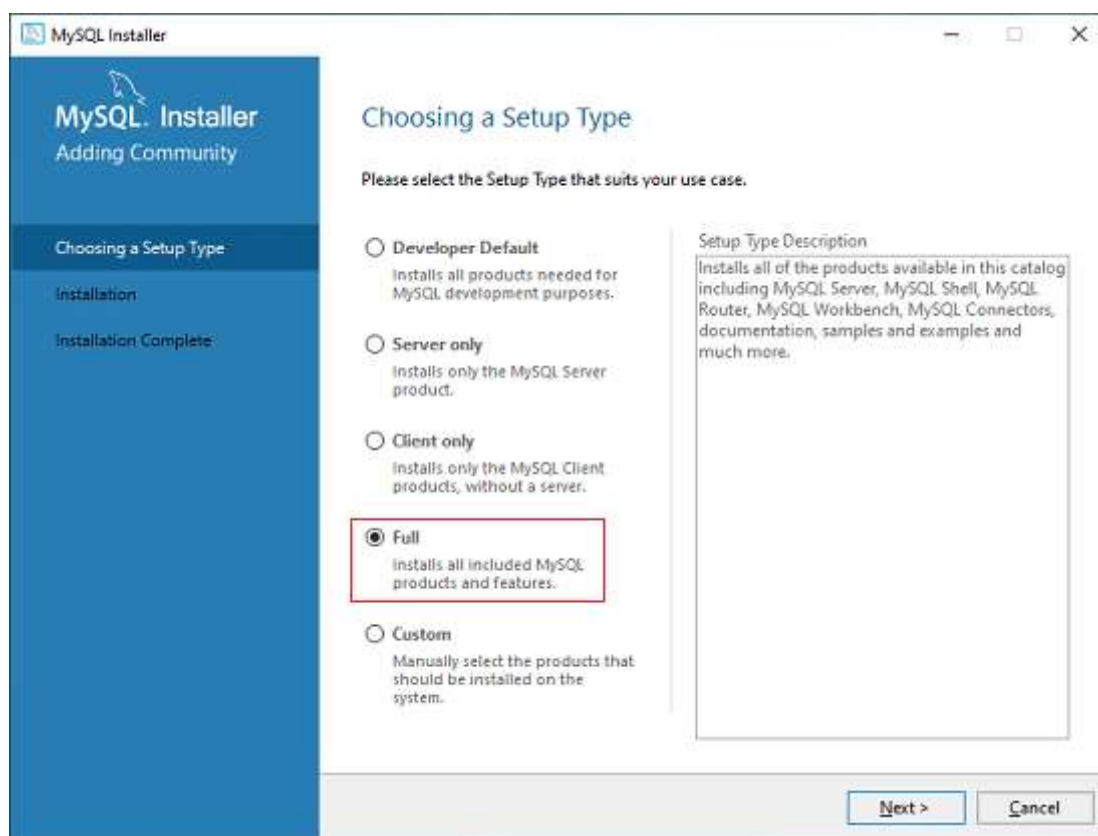 MySQL Installer
MySQL. Installer
Adding Community
Choosing a Setup Type
Installation
Installation Complete
Choosing a Setup Type
Please select the Setup Type that suits your use case.
Developer Default
Installs all products needed for
MySQL development purposes.
Server only
Installs only the MySQL Server
product.
Client only
Installs only the MySQL Client
products, without a server.
Full
Installs all included MySQL
products and features.
Custom
Manually select the products that
should be installed on the
system.
Setup Type Description
Installs all of the products available in this catalog
including MySQL Server, MySQL Shell, MySQL
Router, MySQL Workbench, MySQL Connectors,
documentation, samples and examples and
much more.
Next >
Cancel